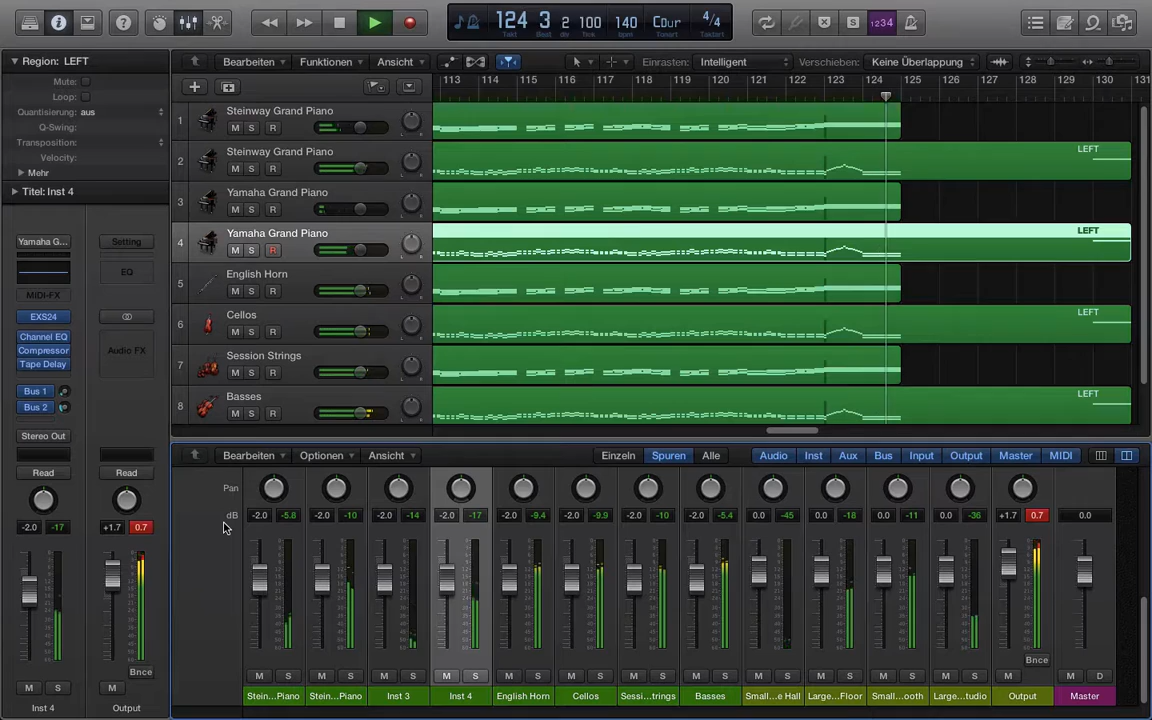 124 3 2 100 140 Cdur 4/4
Takt Beat Div Ticks bpm Tonart Taktart
1234
Region: LEFT
Bearbeiten Funktionen Ansicht Einrasten: Intelligent Verschieben: Keine Überlappung
Mute:
Loop:
Quantisierung: aus
Q-Swing:
Transposition:
Velocity:
Mehr
Titel: Inst 4
113 114 115 116 117 118 119 120 121 122 123 124 125 126 127 128 129 130 131
1 Steinway Grand Piano
M S R
2 Steinway Grand Piano LEFT
M S R
3 Yamaha Grand Piano
M S R
4 Yamaha Grand Piano LEFT
M S R
5 English Horn
M S R
6 Cellos LEFT
M S R
7 Session Strings
M S R
8 Basses LEFT
M S R
Yamaha G... Setting
EQ
MIDI-FX
EXS24
Channel EQ
Compressor Audio FX
Tape Delay
Bus 1
Bus 2
Stereo Out
Read Read
-2.0 -17 +1.7 0.7
Bnce
M S M
Inst 4 Output
Bearbeiten Optionen Ansicht Einzeln Spuren Alle Audio Inst Aux Bus Input Output Master MIDI
Pan
dB -2.0 -5.8 -2.0 -10 -2.0 -14 -2.0 -17 -2.0 -9.4 -2.0 -9.9 -2.0 -10 -2.0 -5.4 0.0 -45 0.0 -18 0.0 -11 0.0 -36 +1.7 0.7 0.0
Bnce
M S M S M S M S M S M S M S M S M S M S M S M S M M D
Stein...Piano Stein...Piano Inst 3 Inst 4 English Horn Cellos Sessi...trings Basses Small...e Hall Large...Floor Small...ooth Large...tudio Output Master